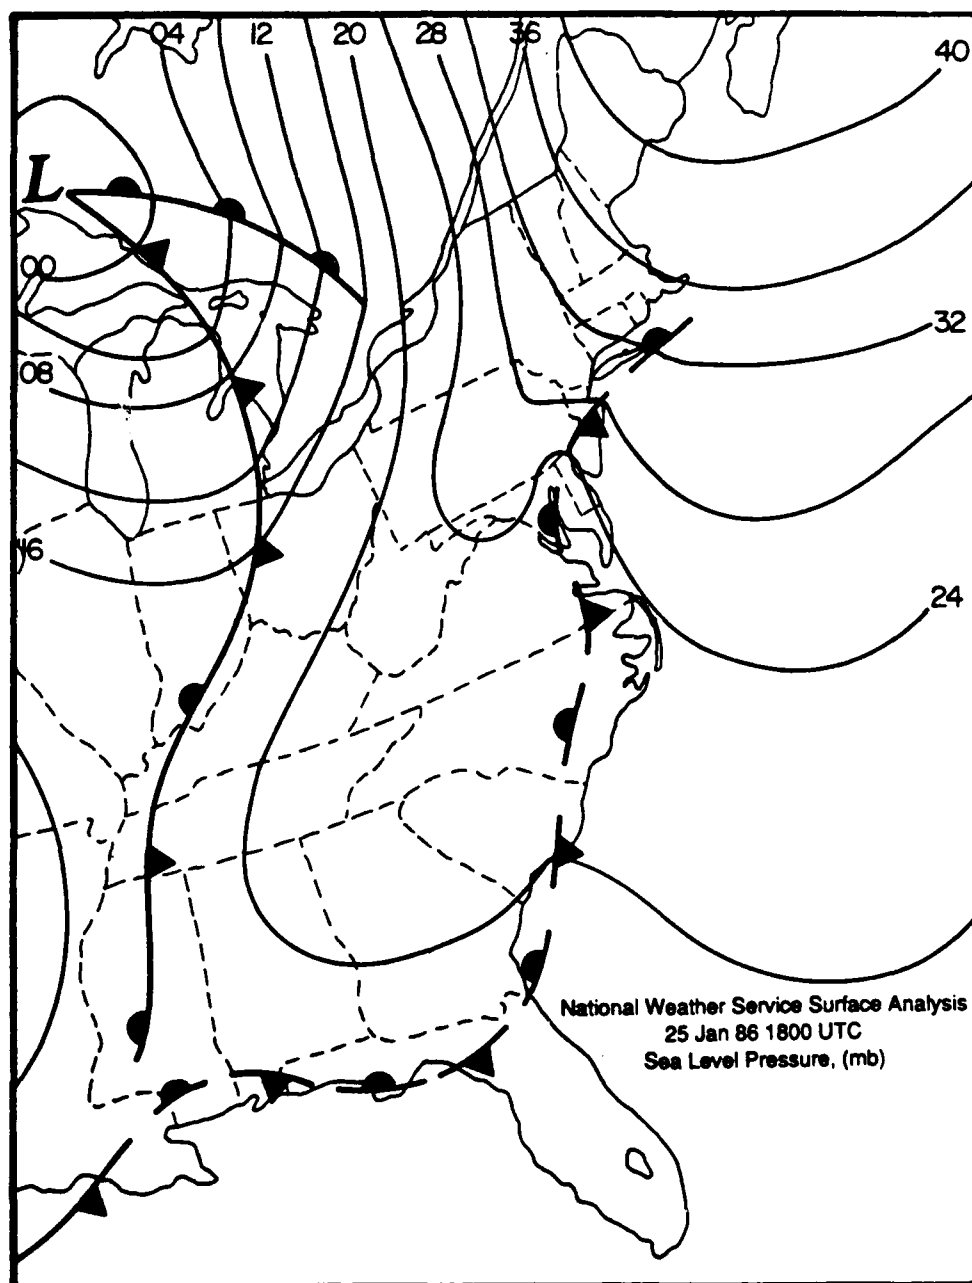 04 12 20 28 36
40
L
00
32
08
16
24
National Weather Service Surface Analysis
25 Jan 86 1800 UTC
Sea Level Pressure, (mb)